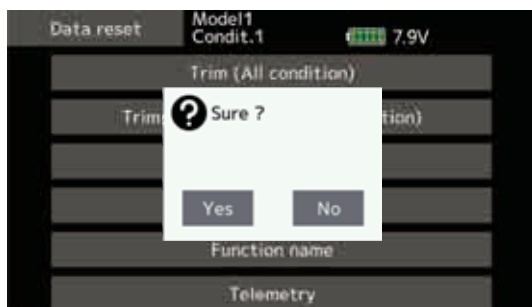 Data reset
Model1
Condit.1
7.9V
Trim (All condition)
Trim
tion)
Sure ?
Yes
No
Function name
Telemetry